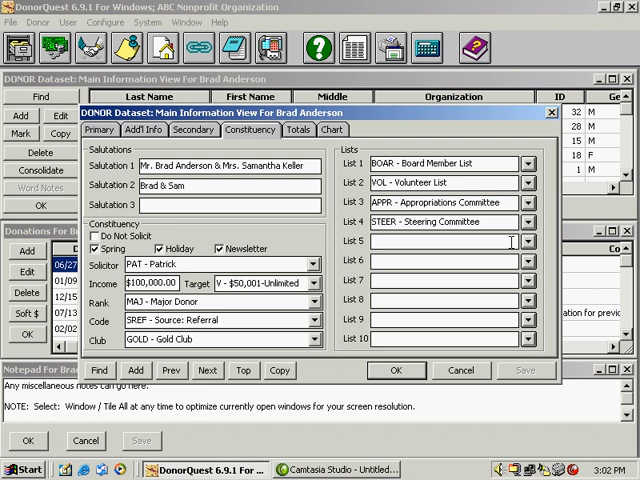 DonorQuest 6.9.1 For Windows; ABC Nonprofit Organization
Donor User Configure System Window Help
DONOR Dataset: Main Information View For Brad Anderson
Find
Last Name First Name Middle Organization ID Ge
Add Edit
Mark Copy
Delete
Consolidate
Word Notes
OK
32 M
28 M
15 M
18 F
1 M
DONOR Dataset: Main Information View For Brad Anderson
Primary Add'l Info Secondary Constituency Totals Chart
Salutations
Salutation 1 Mr. Brad Anderson & Mrs. Samantha Keller
Salutation 2 Brad & Sam
Salutation 3
Constituency
Do Not Solicit
Spring Holiday Newsletter
Solicitor PAT - Patrick
Income $100,000.00 Target V - $50,001-Unlimited
Rank MAJ - Major Donor
Code SREF - Source: Referral
Club GOLD - Gold Club
Lists
List 1 BOAR - Board Member List
List 2 VOL - Volunteer List
List 3 APPR - Appropriations Committee
List 4 STEER - Steering Committee
List 5
List 6
List 7
List 8
List 9
List 10
Find Add Prev Next Top Copy OK Cancel Save
Donations For B
Add
Edit
Delete
Soft $
OK
D
06/27
01/01
12/15
07/13
02/02
Co
ation for previo
Notepad For Bra
Any miscellaneous notes can go here.
NOTE: Select: Window / Tile All at any time to optimize currently open windows for your screen resolution.
OK Cancel Save
Start DonorQuest 6.9.1 For ... Camtasia Studio - Untitled... 3:02 PM